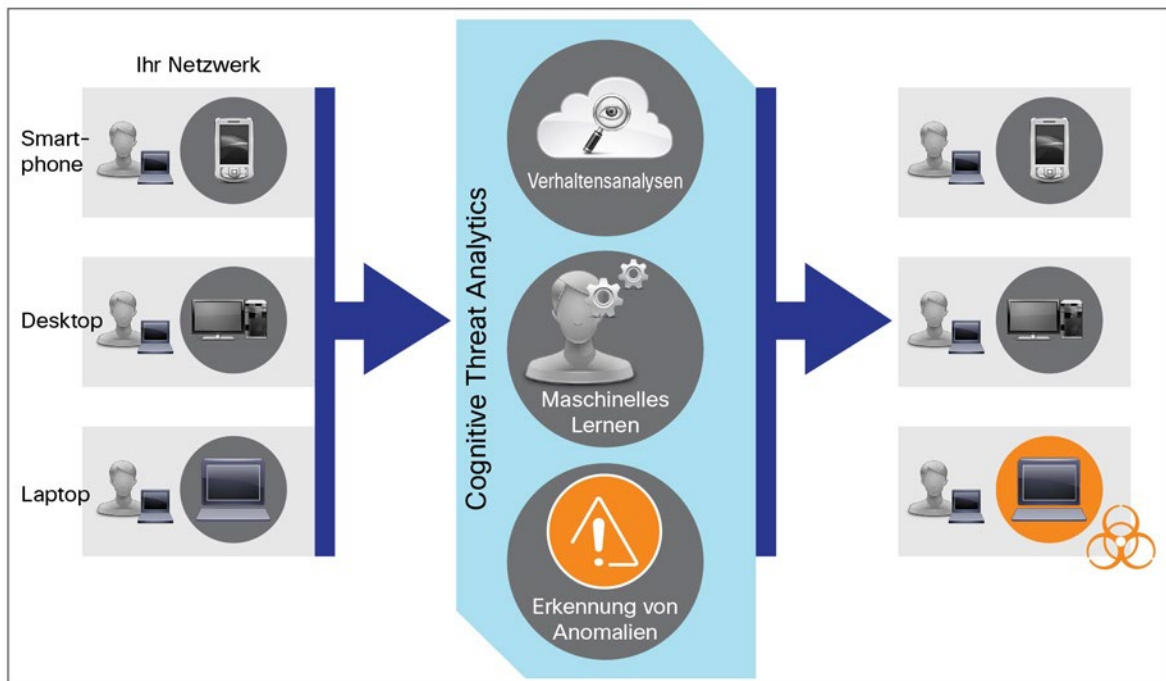 Ihr Netzwerk
Smart-
phone
Desktop
Laptop
Cognitive Threat Analytics
Verhaltensanalysen
Maschinelles
Lernen
Erkennung von
Anomalien